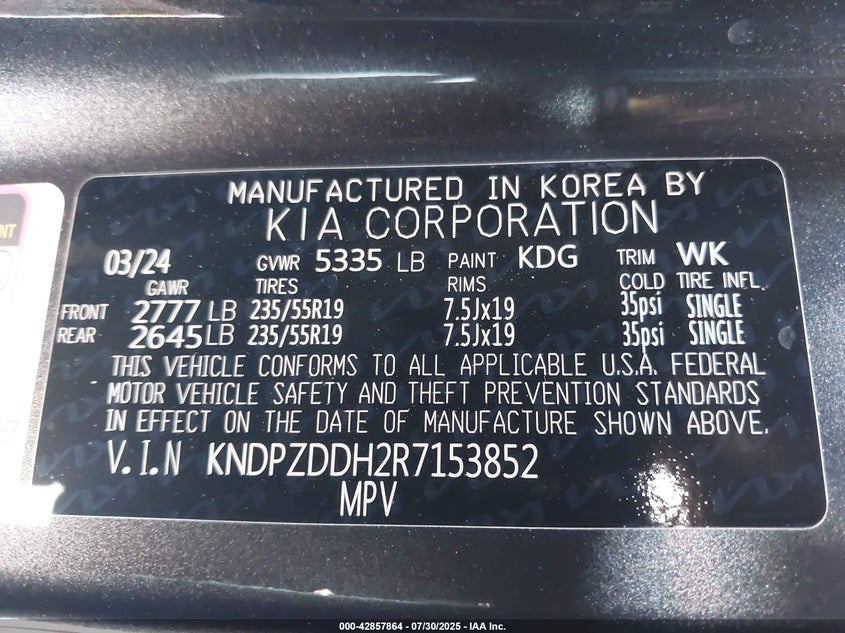 MANUFACTURED IN KOREA BY
KIA CORPORATION
03/24 GVWR 5335 LB PAINT KDG TRIM WK
GAWR TIRES RIMS COLD TIRE INFL.
FRONT 2777 LB 235/55R19 7.5Jx19 35psi SINGLE
REAR 2645 LB 235/55R19 7.5Jx19 35psi SINGLE
THIS VEHICLE CONFORMS TO ALL APPLICABLE U.S.A. FEDERAL
MOTOR VEHICLE SAFETY AND THEFT PREVENTION STANDARDS
IN EFFECT ON THE DATE OF MANUFACTURE SHOWN ABOVE.
V.I.N KNDPZDDH2R7153852
MPV
000-42857864 - 07/30/2025 - IAA Inc.